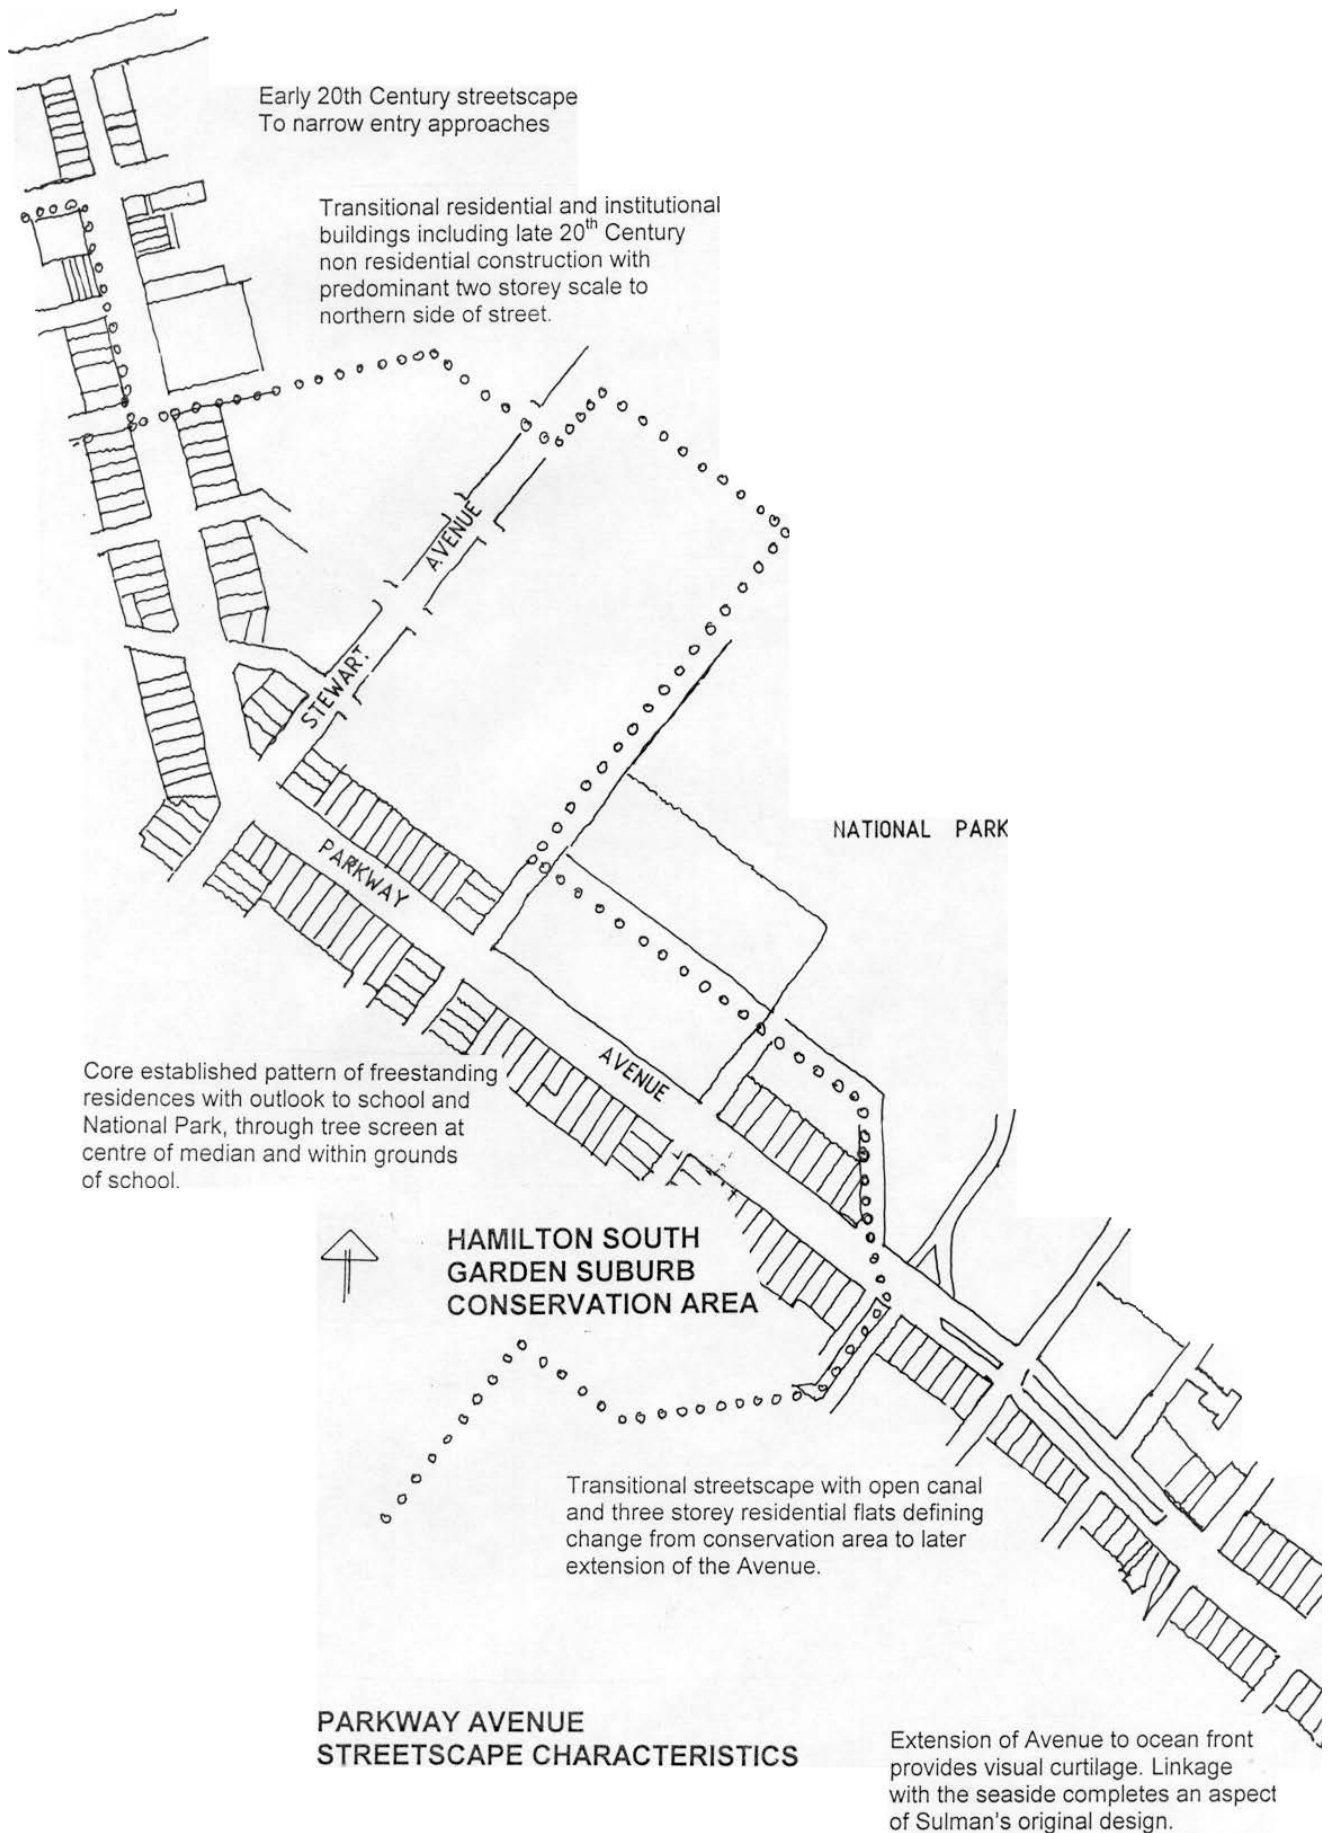 Early 20th Century streetscape
To narrow entry approaches
Transitional residential and institutional
buildings including late 20th Century
non residential construction with
predominant two storey scale to
northern side of street.
STEWART AVENUE
NATIONAL PARK
PARKWAY AVENUE
Core established pattern of freestanding
residences with outlook to school and
National Park, through tree screen at
centre of median and within grounds
of school.
HAMILTON SOUTH
GARDEN SUBURB
CONSERVATION AREA
Transitional streetscape with open canal
and three storey residential flats defining
change from conservation area to later
extension of the Avenue.
PARKWAY AVENUE
STREETSCAPE CHARACTERISTICS
Extension of Avenue to ocean front
provides visual curtilage. Linkage
with the seaside completes an aspect
of Sulman's original design.